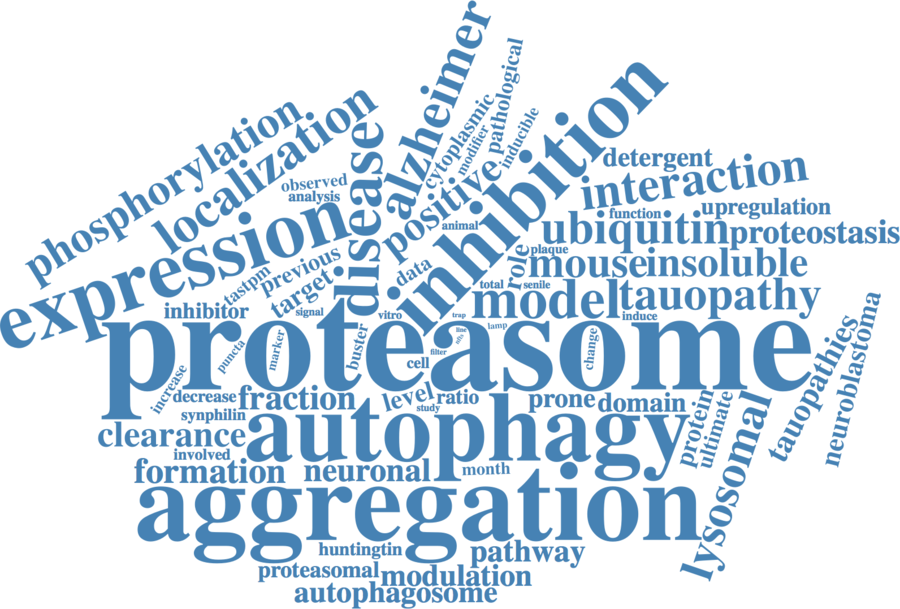 alzheimer
pathological
cytoplasmic
modifier
inducible
inhibition
positive
phosphorylation
localization
disease
detergent
interaction
observed
analysis
expression
function
upregulation
animal
ubiquitin
proteostasis
previous
target
tastpm
data
role
plaque
mouse
insoluble
total
senile
model
tauopathy
inhibitor
signal
vitro
trap
induce
lamp
line
proteasome
puncta
marker
buster
cell
filter
change
tauopathies
neuroblastoma
increase
decrease
fraction
level
ratio
study
prone
domain
protein
ultimate
synphilin
autophagy
clearance
involved
lysosomal
formation
neuronal
month
aggregation
huntingtin
pathway
proteasomal
modulation
autophagosome